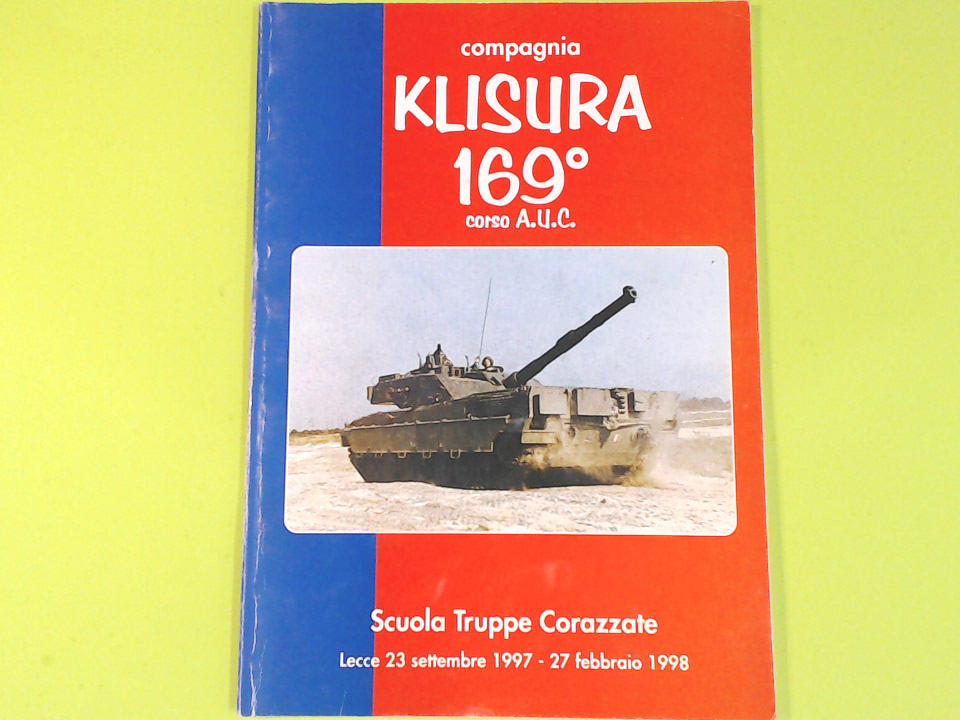 compagnia
KLISURA
169°
corso A.U.C.
Scuola Truppe Corazzate
Lecce 23 settembre 1997 - 27 febbraio 1998